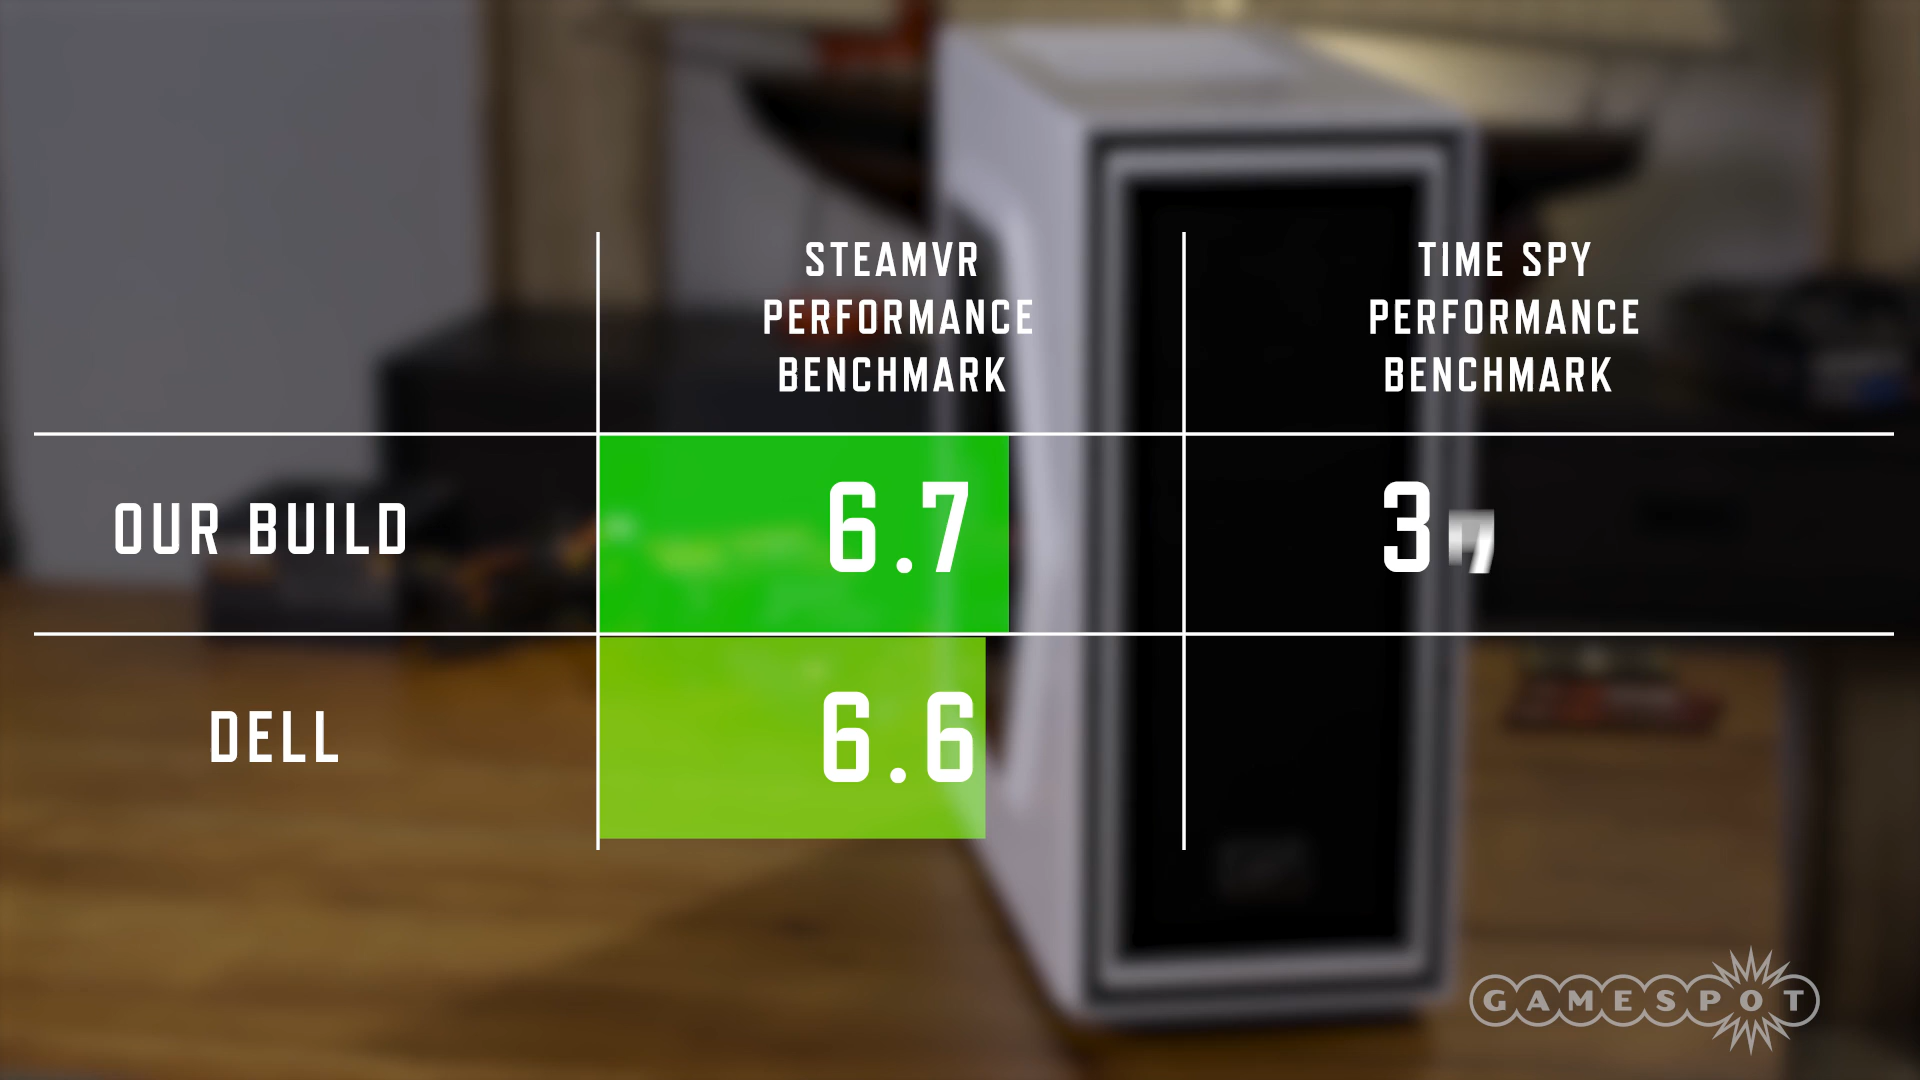 STEAMVR
PERFORMANCE
BENCHMARK
TIME SPY
PERFORMANCE
BENCHMARK
OUR BUILD
6.7
3
DELL
6.6
GAMESPOT